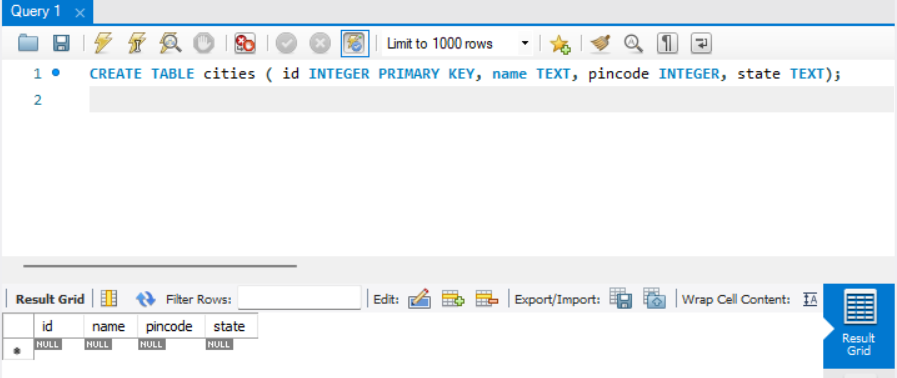 Query 1
Limit to 1000 rows
1 CREATE TABLE cities ( id INTEGER PRIMARY KEY, name TEXT, pincode INTEGER, state TEXT);
2
Result Grid Filter Rows: Edit: Export/Import: Wrap Cell Content: IA
id name pincode state
NULL NULL NULL NULL
Result
Grid